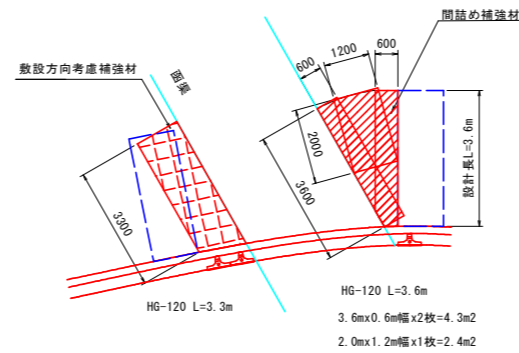 間詰め補強材
敷設方向考慮補強材
函渠
600
1200
600
2000
3600
設計長L=3.6m
3300
HG-120 L=3.3m
HG-120 L=3.6m
3.6mx0.6m幅x2枚=4.3m2
2.0mx1.2m幅x1枚=2.4m2